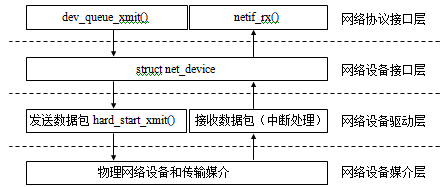 dev_queue_xmit()
netif_rx()
网络协议接口层
struct net_device
网络设备接口层
发送数据包 hard_start_xmit()
接收数据包（中断处理）
网络设备驱动层
物理网络设备和传输媒介
网络设备媒介层